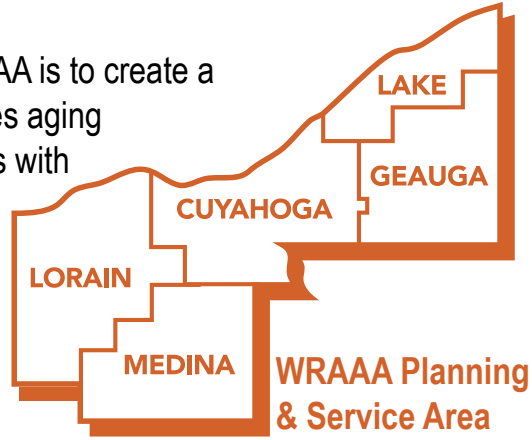 AA is to create a
es aging
s with
LAKE
GEAUGA
CUYAHOGA
LORAIN
MEDINA
WRAAA Planning
& Service Area